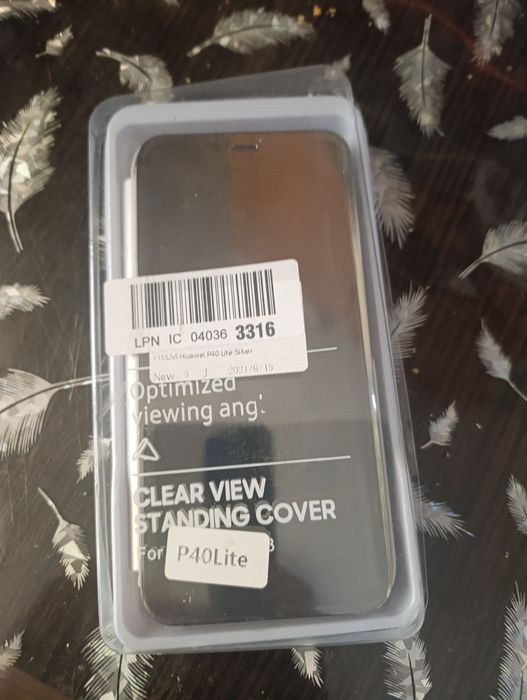 LPN IC 04036 3316
Huawei P40 Lite Silver
New
2021/9/15
Optimized
viewing ang
CLEAR VIEW
STANDING COVER
For P40Lite